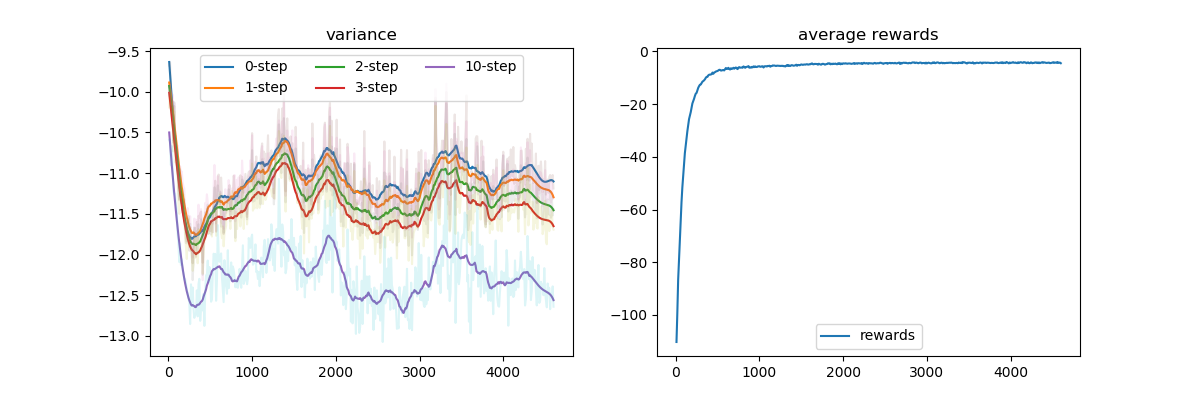 variance
−9.5
−10.0
−10.5
−11.0
−11.5
−12.0
−12.5
−13.0
0-step 2-step 10-step
1-step 3-step
0 1000 2000 3000 4000
average rewards
0
−20
−40
−60
−80
−100
rewards
0 1000 2000 3000 4000